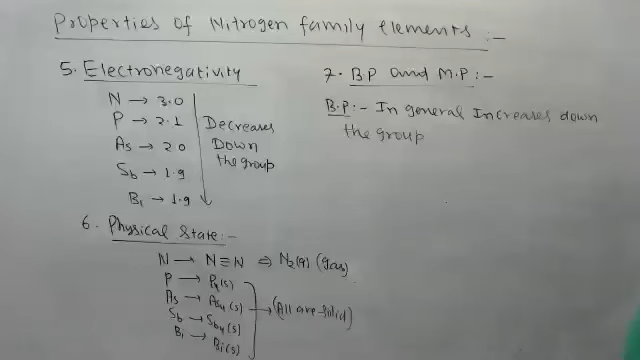 Properties of Nitrogen family elements :-
5. Electronegativity
N → 3.0
P → 2.1
As → 2.0
Sb → 1.9
Bi → 1.9
Decreases
Down
the group
6. Physical State :-
N → N≡N ⇒ N2(g) (gas)
P → P4(s)
As → As4(s)
Sb → Sb4(s)
Bi → Bi(s)
→ (All are solid)
7. B.P and M.P :-
B.P :- In general Increases down
the group